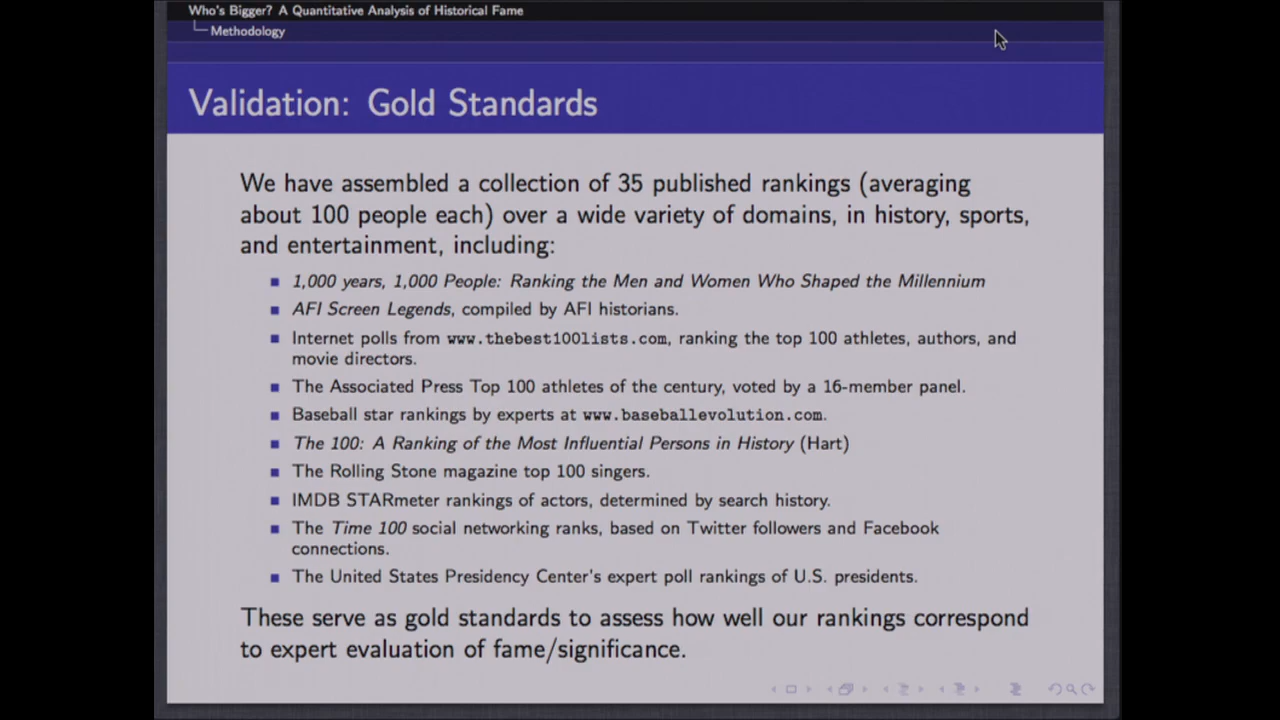 Who's Bigger? A Quantitative Analysis of Historical Fame
Methodology
Validation: Gold Standards
We have assembled a collection of 35 published rankings (averaging
about 100 people each) over a wide variety of domains, in history, sports,
and entertainment, including:
1,000 years, 1,000 People: Ranking the Men and Women Who Shaped the Millennium
AFI Screen Legends, compiled by AFI historians.
Internet polls from www.thebest100lists.com, ranking the top 100 athletes, authors, and
movie directors.
The Associated Press Top 100 athletes of the century, voted by a 16-member panel.
Baseball star rankings by experts at www.baseballevolution.com.
The 100: A Ranking of the Most Influential Persons in History (Hart)
The Rolling Stone magazine top 100 singers.
IMDB STARmeter rankings of actors, determined by search history.
The Time 100 social networking ranks, based on Twitter followers and Facebook
connections.
The United States Presidency Center's expert poll rankings of U.S. presidents.
These serve as gold standards to assess how well our rankings correspond
to expert evaluation of fame/significance.